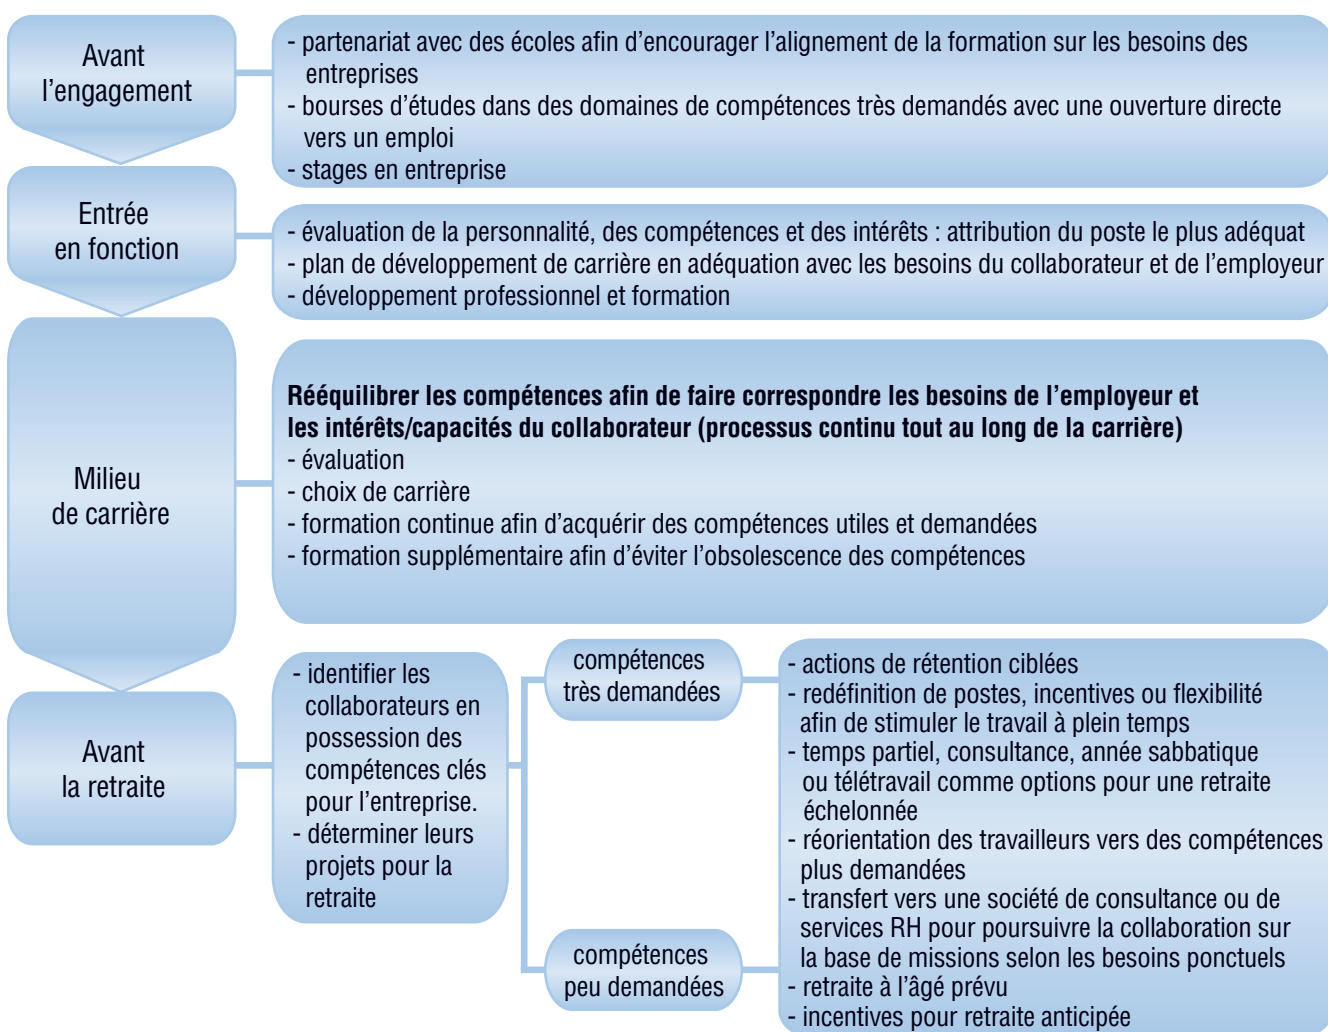 Avant
l’engagement
- partenariat avec des écoles afin d’encourager l’alignement de la formation sur les besoins des
entreprises
- bourses d’études dans des domaines de compétences très demandés avec une ouverture directe
vers un emploi
- stages en entreprise
Entrée
en fonction
- évaluation de la personnalité, des compétences et des intérêts : attribution du poste le plus adéquat
- plan de développement de carrière en adéquation avec les besoins du collaborateur et de l’employeur
- développement professionnel et formation
Milieu
de carrière
Rééquilibrer les compétences afin de faire correspondre les besoins de l’employeur et
les intérêts/capacités du collaborateur (processus continu tout au long de la carrière)
- évaluation
- choix de carrière
- formation continue afin d’acquérir des compétences utiles et demandées
- formation supplémentaire afin d’éviter l’obsolescence des compétences
Avant
la retraite
- identifier les
collaborateurs en
possession des
compétences clés
pour l’entreprise.
- déterminer leurs
projets pour la
retraite
compétences
très demandées
compétences
peu demandées
- actions de rétention ciblées
- redéfinition de postes, incentives ou flexibilité
afin de stimuler le travail à plein temps
- temps partiel, consultance, année sabbatique
ou télétravail comme options pour une retraite
échelonnée
- réorientation des travailleurs vers des compétences
plus demandées
- transfert vers une société de consultance ou de
services RH pour poursuivre la collaboration sur
la base de missions selon les besoins ponctuels
- retraite à l’âgé prévu
- incentives pour retraite anticipée